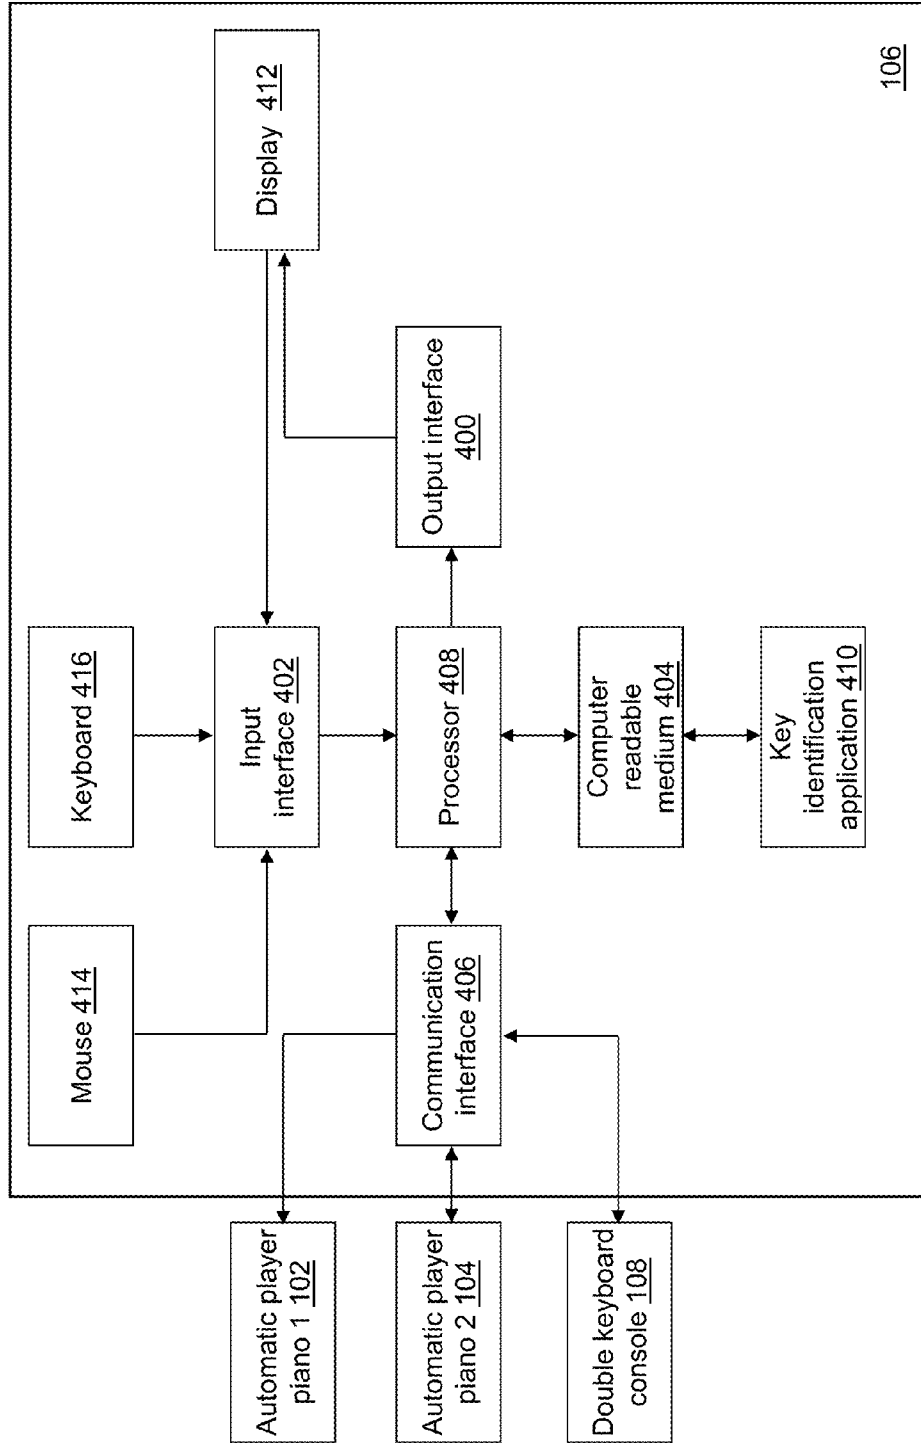 Mouse 414
Keyboard 416
Automatic player
piano 1 102
Input
interface 402
Display 412
Automatic player
piano 2 104
Communication
interface 406
Processor 408
Output interface
400
Double keyboard
console 108
Computer
readable
medium 404
Key
identification
application 410
106